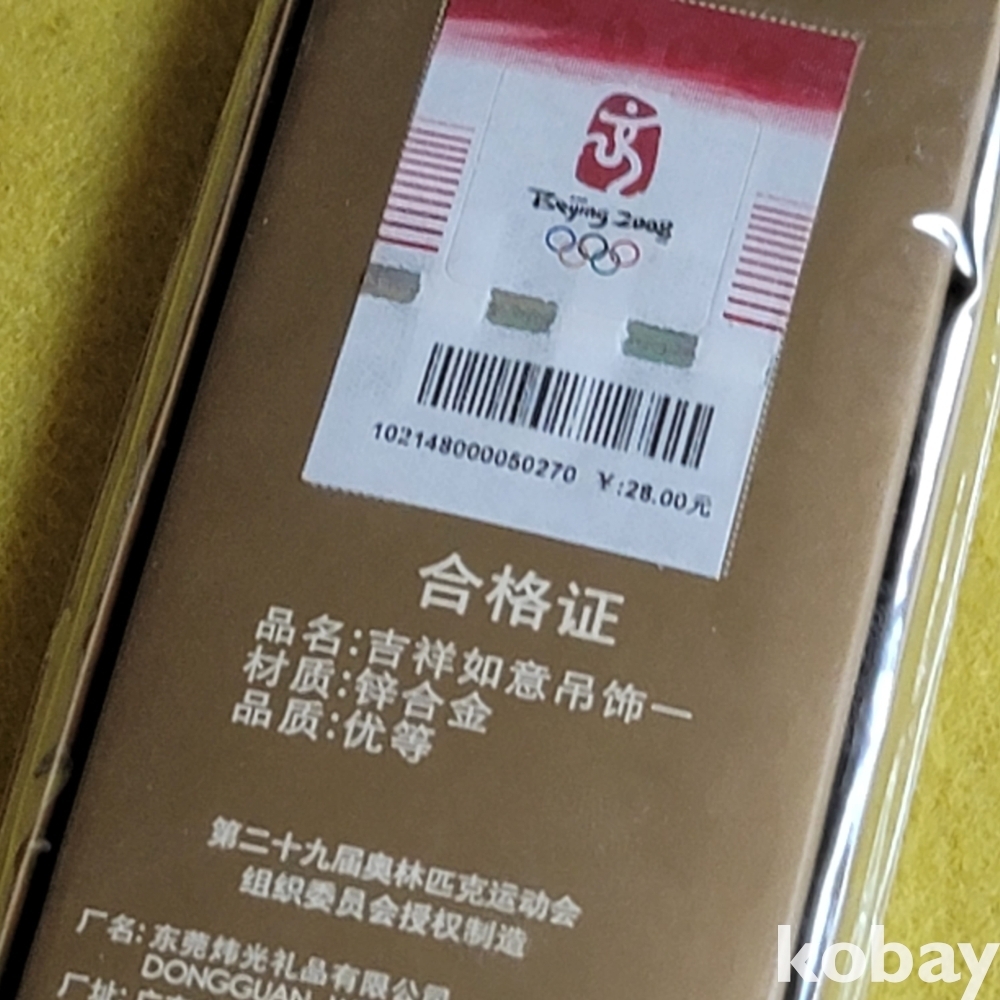 Beijing 2008
102148000050270 ￥:28.00元
合格证
品名:吉祥如意吊饰一
材质:锌合金
品质:优等
第二十九届奥林匹克运动会
组织委员会授权制造
厂名:东莞炜光礼品有限公司
DONGGUAN
厂址:
kobay